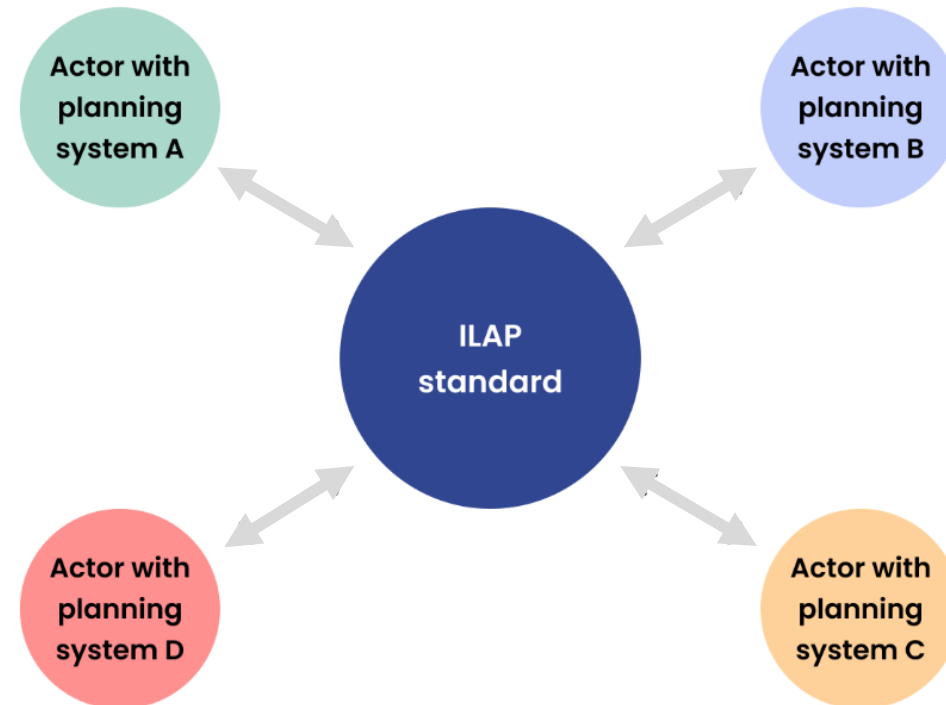 Actor with
planning
system A
Actor with
planning
system B
ILAP
standard
Actor with
planning
system D
Actor with
planning
system C